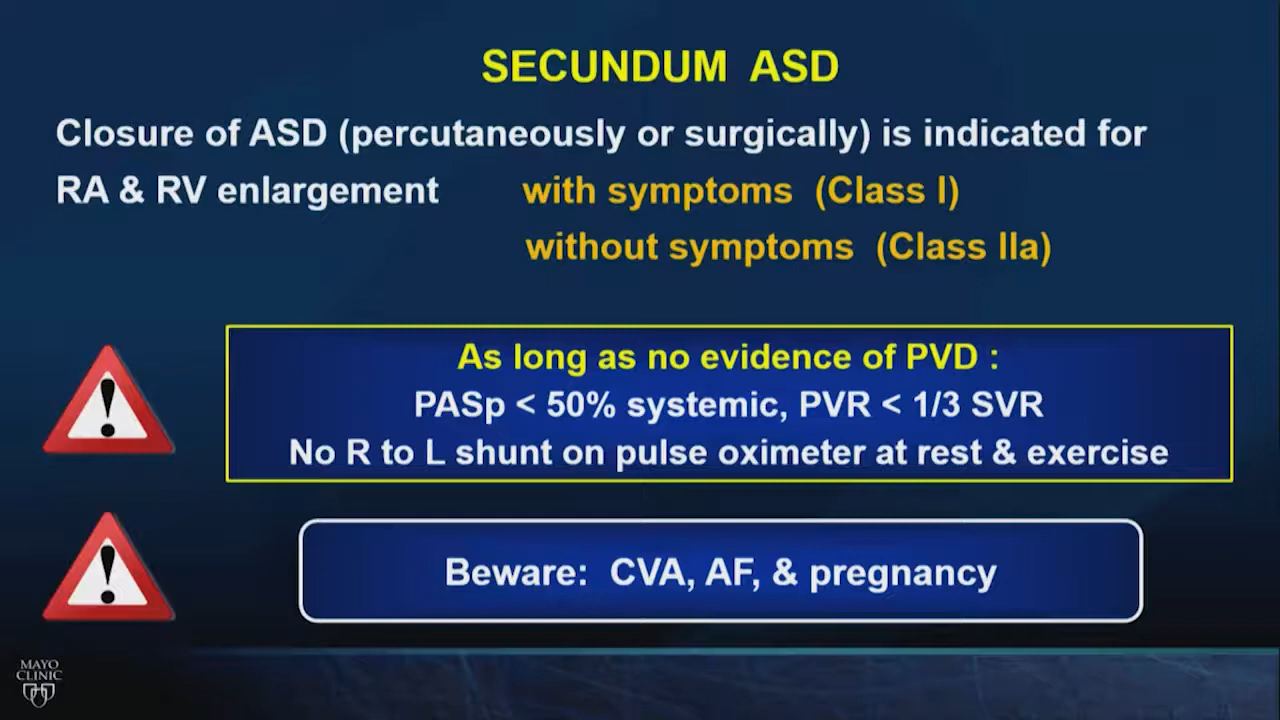 SECUNDUM ASD
Closure of ASD (percutaneously or surgically) is indicated for
RA & RV enlargement with symptoms (Class I)
without symptoms (Class IIa)
As long as no evidence of PVD :
PASp < 50% systemic, PVR < 1/3 SVR
No R to L shunt on pulse oximeter at rest & exercise
Beware: CVA, AF, & pregnancy
MAYO
CLINIC